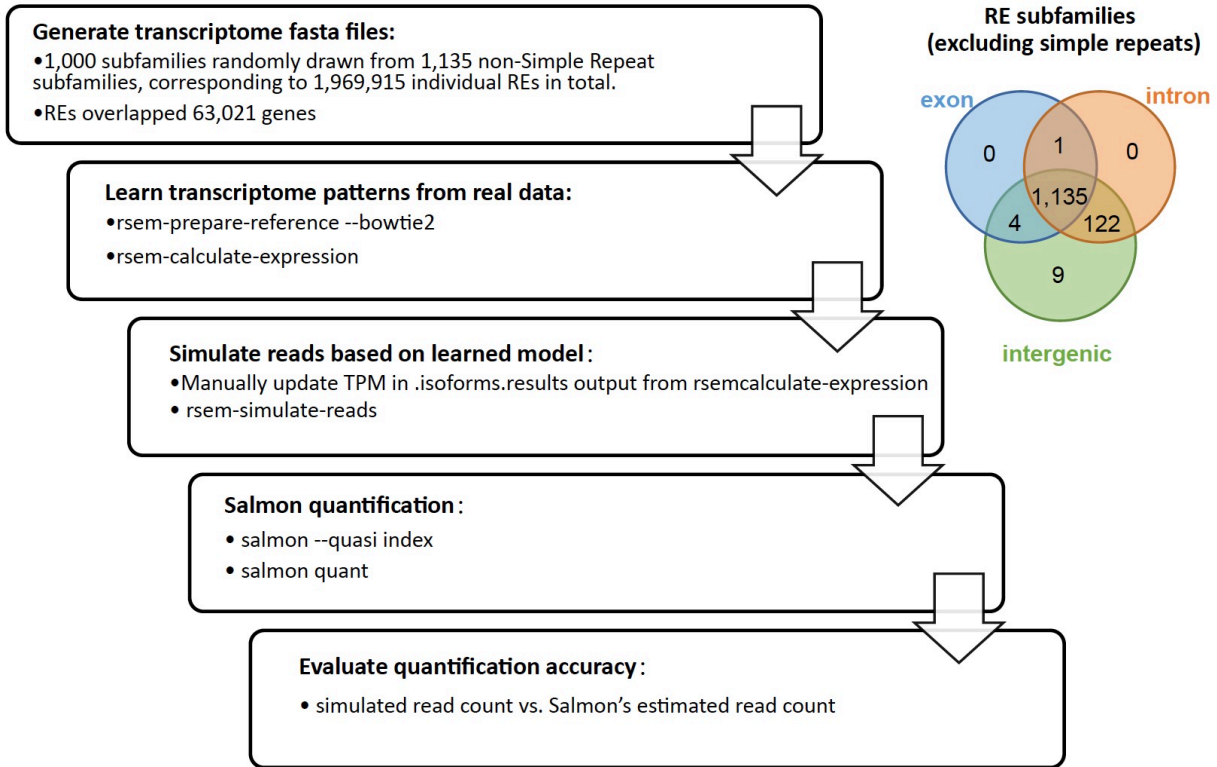 Generate transcriptome fasta files:
•1,000 subfamilies randomly drawn from 1,135 non-Simple Repeat
subfamilies, corresponding to 1,969,915 individual REs in total.
•REs overlapped 63,021 genes
Learn transcriptome patterns from real data:
•rsem-prepare-reference --bowtie2
•rsem-calculate-expression
Simulate reads based on learned model:
•Manually update TPM in .isoforms.results output from rsemcalculate-expression
• rsem-simulate-reads
Salmon quantification:
• salmon --quasi index
• salmon quant
Evaluate quantification accuracy:
• simulated read count vs. Salmon’s estimated read count
RE subfamilies
(excluding simple repeats)
exon
intron
0
1
0
1,135
4
122
9
intergenic